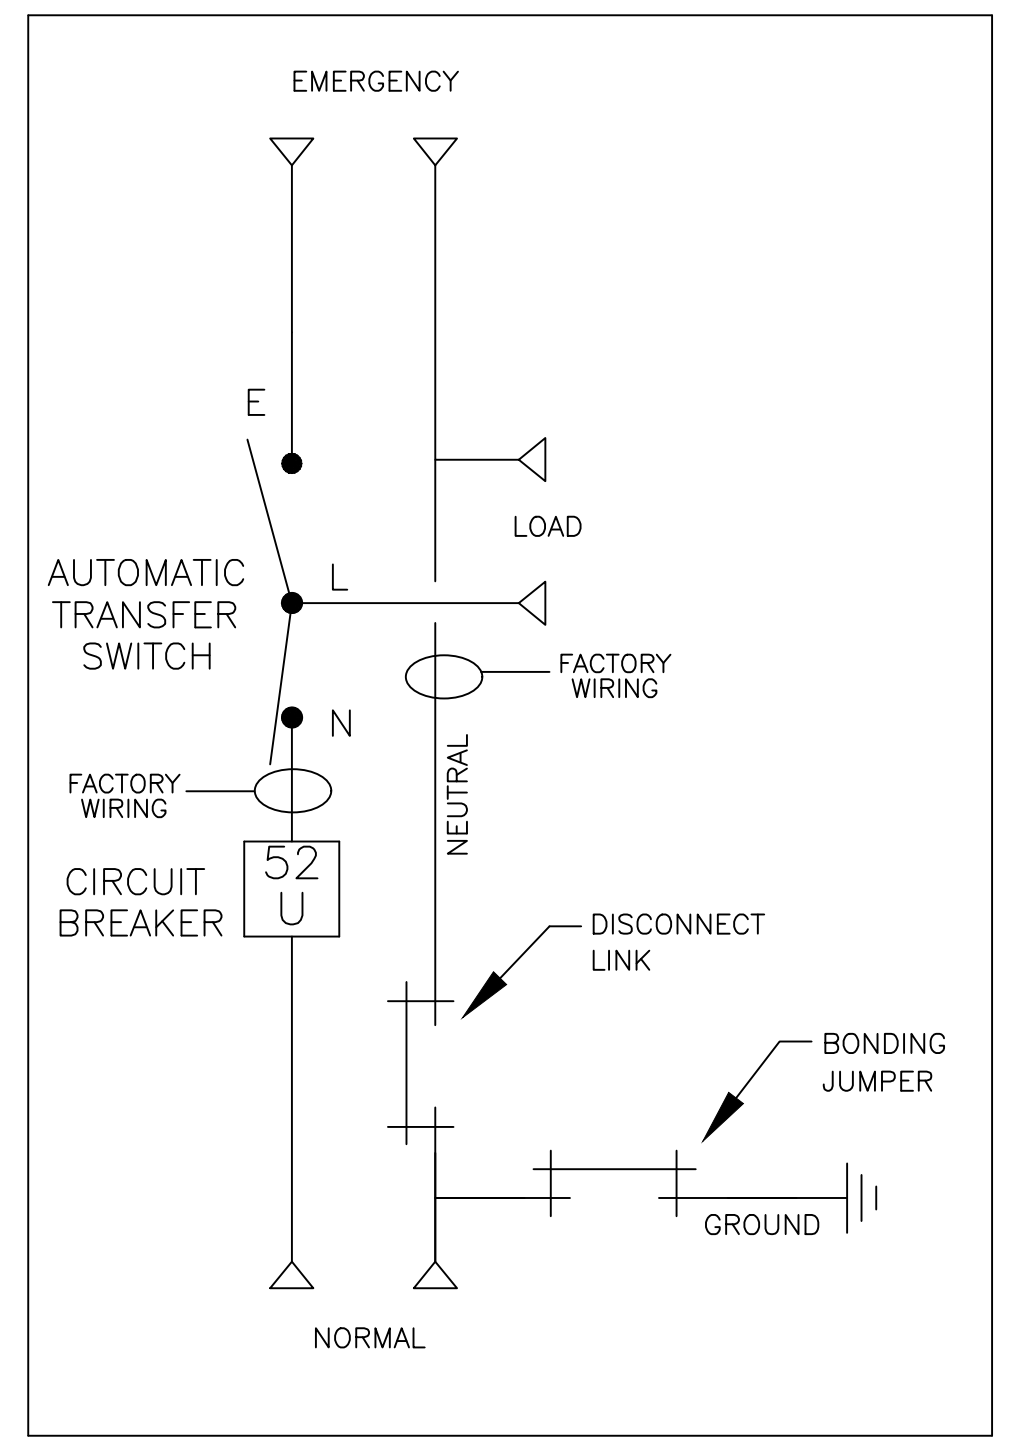 EMERGENCY
E
LOAD
AUTOMATIC
TRANSFER
SWITCH
L
FACTORY
WIRING
N
NEUTRAL
FACTORY
WIRING
52
U
CIRCUIT
BREAKER
DISCONNECT
LINK
BONDING
JUMPER
GROUND
NORMAL